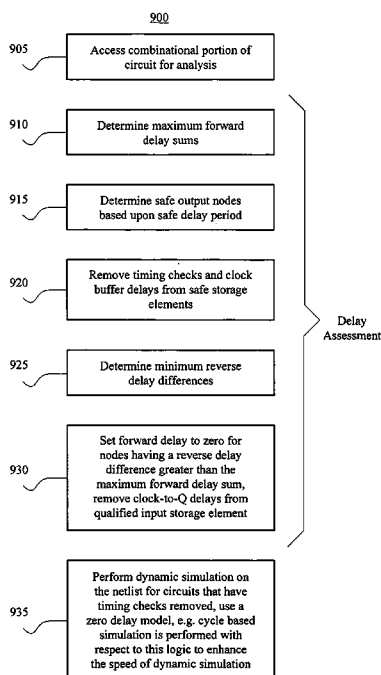 900
905
Access combinational portion of
circuit for analysis
910
Determine maximum forward
delay sums
915
Determine safe output nodes
based upon safe delay period
920
Remove timing checks and clock
buffer delays from safe storage
elements
Delay
Assessment
925
Determine minimum reverse
delay differences
930
Set forward delay to zero for
nodes having a reverse delay
difference greater than the
maximum forward delay sum,
remove clock-to-Q delays from
qualified input storage element
935
Perform dynamic simulation on
the netlist for circuits that have
timing checks removed, use a
zero delay model, e.g. cycle based
simulation is performed with
respect to this logic to enhance
the speed of dynamic simulation